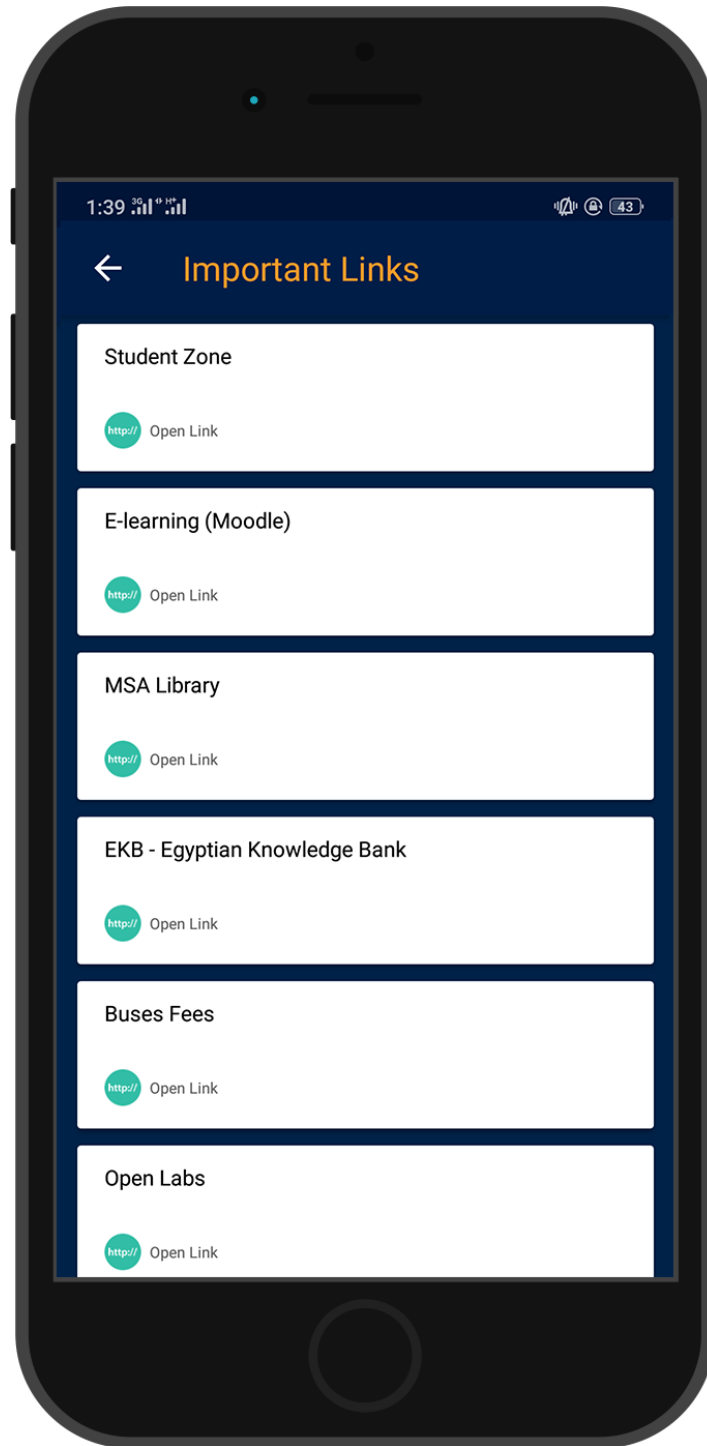 1:39 3G H+ 43
Important Links
Student Zone
http:// Open Link
E-learning (Moodle)
http:// Open Link
MSA Library
http:// Open Link
EKB - Egyptian Knowledge Bank
http:// Open Link
Buses Fees
http:// Open Link
Open Labs
http:// Open Link